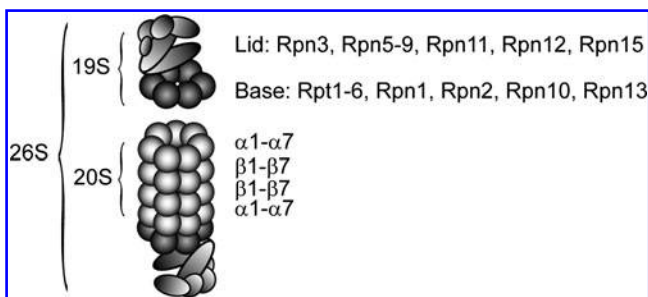 26S
19S
Lid: Rpn3, Rpn5-9, Rpn11, Rpn12, Rpn15
Base: Rpt1-6, Rpn1, Rpn2, Rpn10, Rpn13
20S
α1-α7
β1-β7
β1-β7
α1-α7